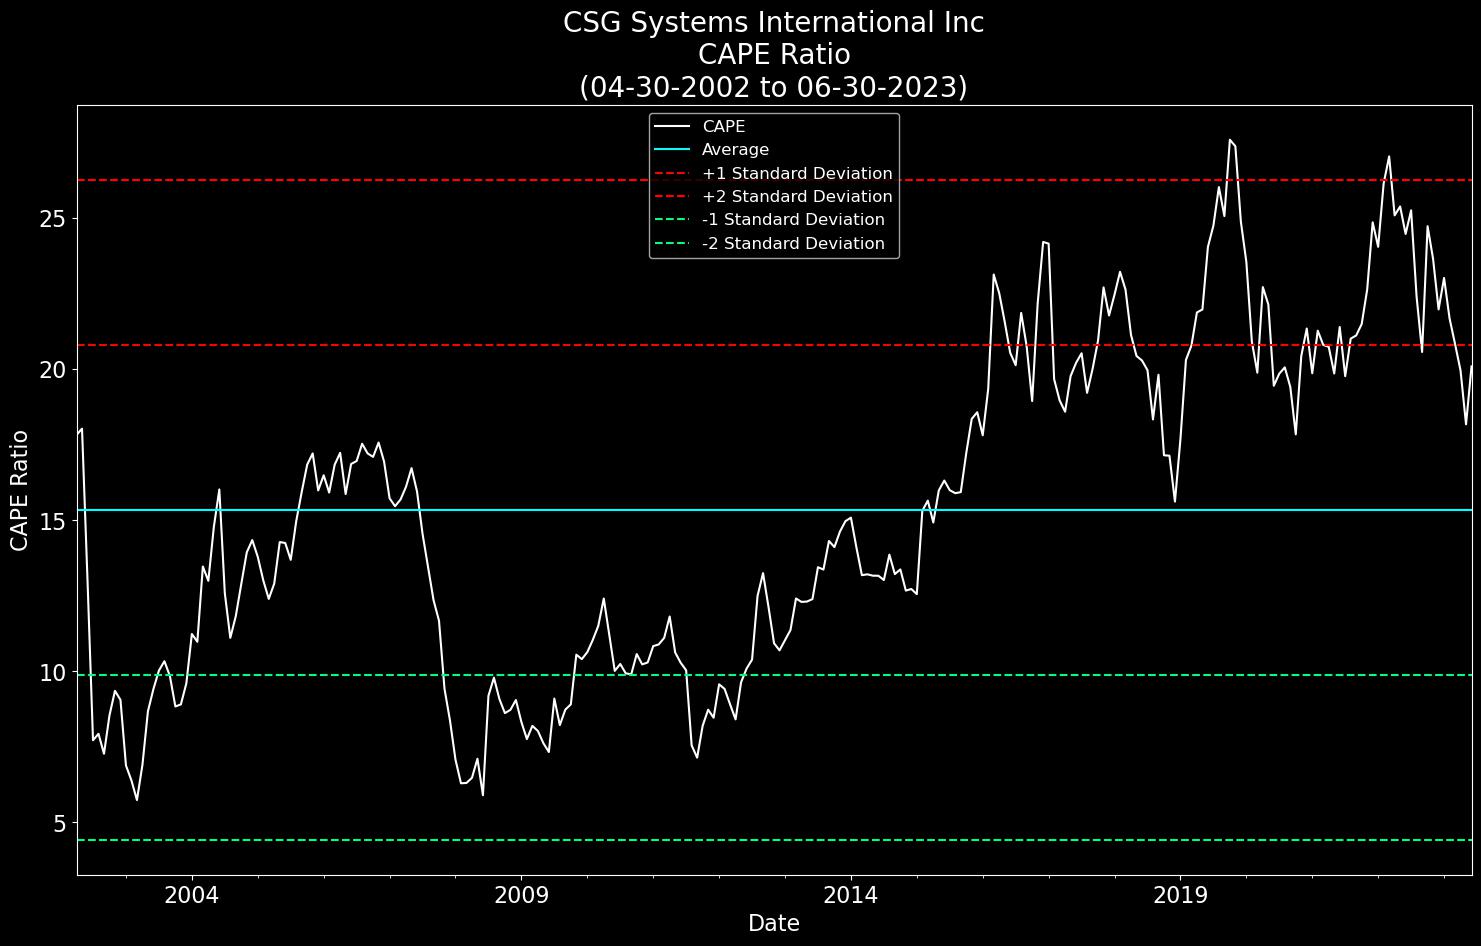 CSG Systems International Inc
CAPE Ratio
(04-30-2002 to 06-30-2023)
CAPE
Average
+1 Standard Deviation
+2 Standard Deviation
-1 Standard Deviation
-2 Standard Deviation
CAPE Ratio
25
20
15
10
5
2004
2009
2014
2019
Date